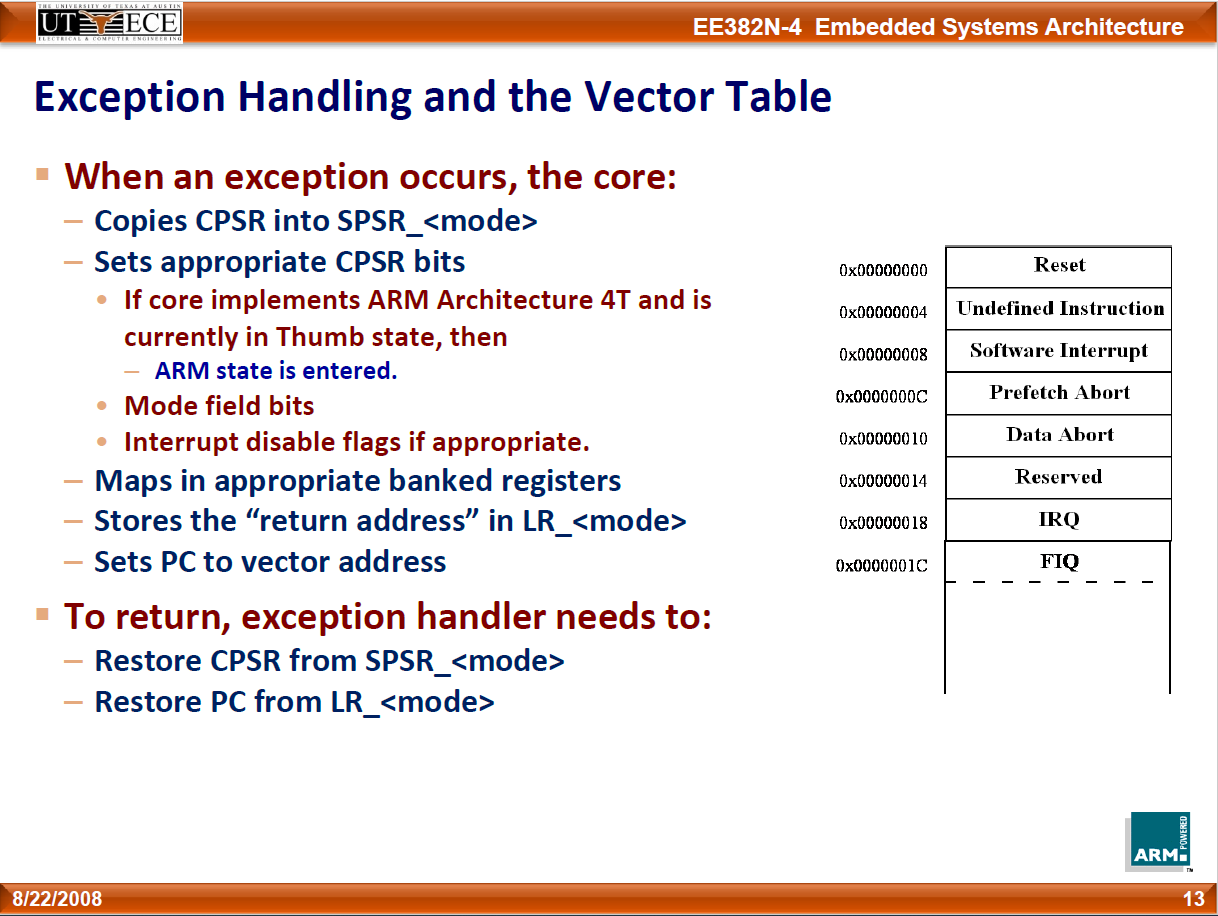 THE UNIVERSITY OF TEXAS AT AUSTIN
UT ECE
ELECTRICAL & COMPUTER ENGINEERING
EE382N-4 Embedded Systems Architecture
Exception Handling and the Vector Table
When an exception occurs, the core:
– Copies CPSR into SPSR_<mode>
– Sets appropriate CPSR bits
• If core implements ARM Architecture 4T and is
currently in Thumb state, then
– ARM state is entered.
• Mode field bits
• Interrupt disable flags if appropriate.
– Maps in appropriate banked registers
– Stores the “return address” in LR_<mode>
– Sets PC to vector address
To return, exception handler needs to:
– Restore CPSR from SPSR_<mode>
– Restore PC from LR_<mode>
0x00000000 Reset
0x00000004 Undefined Instruction
0x00000008 Software Interrupt
0x0000000C Prefetch Abort
0x00000010 Data Abort
0x00000014 Reserved
0x00000018 IRQ
0x0000001C FIQ
ARM POWERED
TM
8/22/2008
13